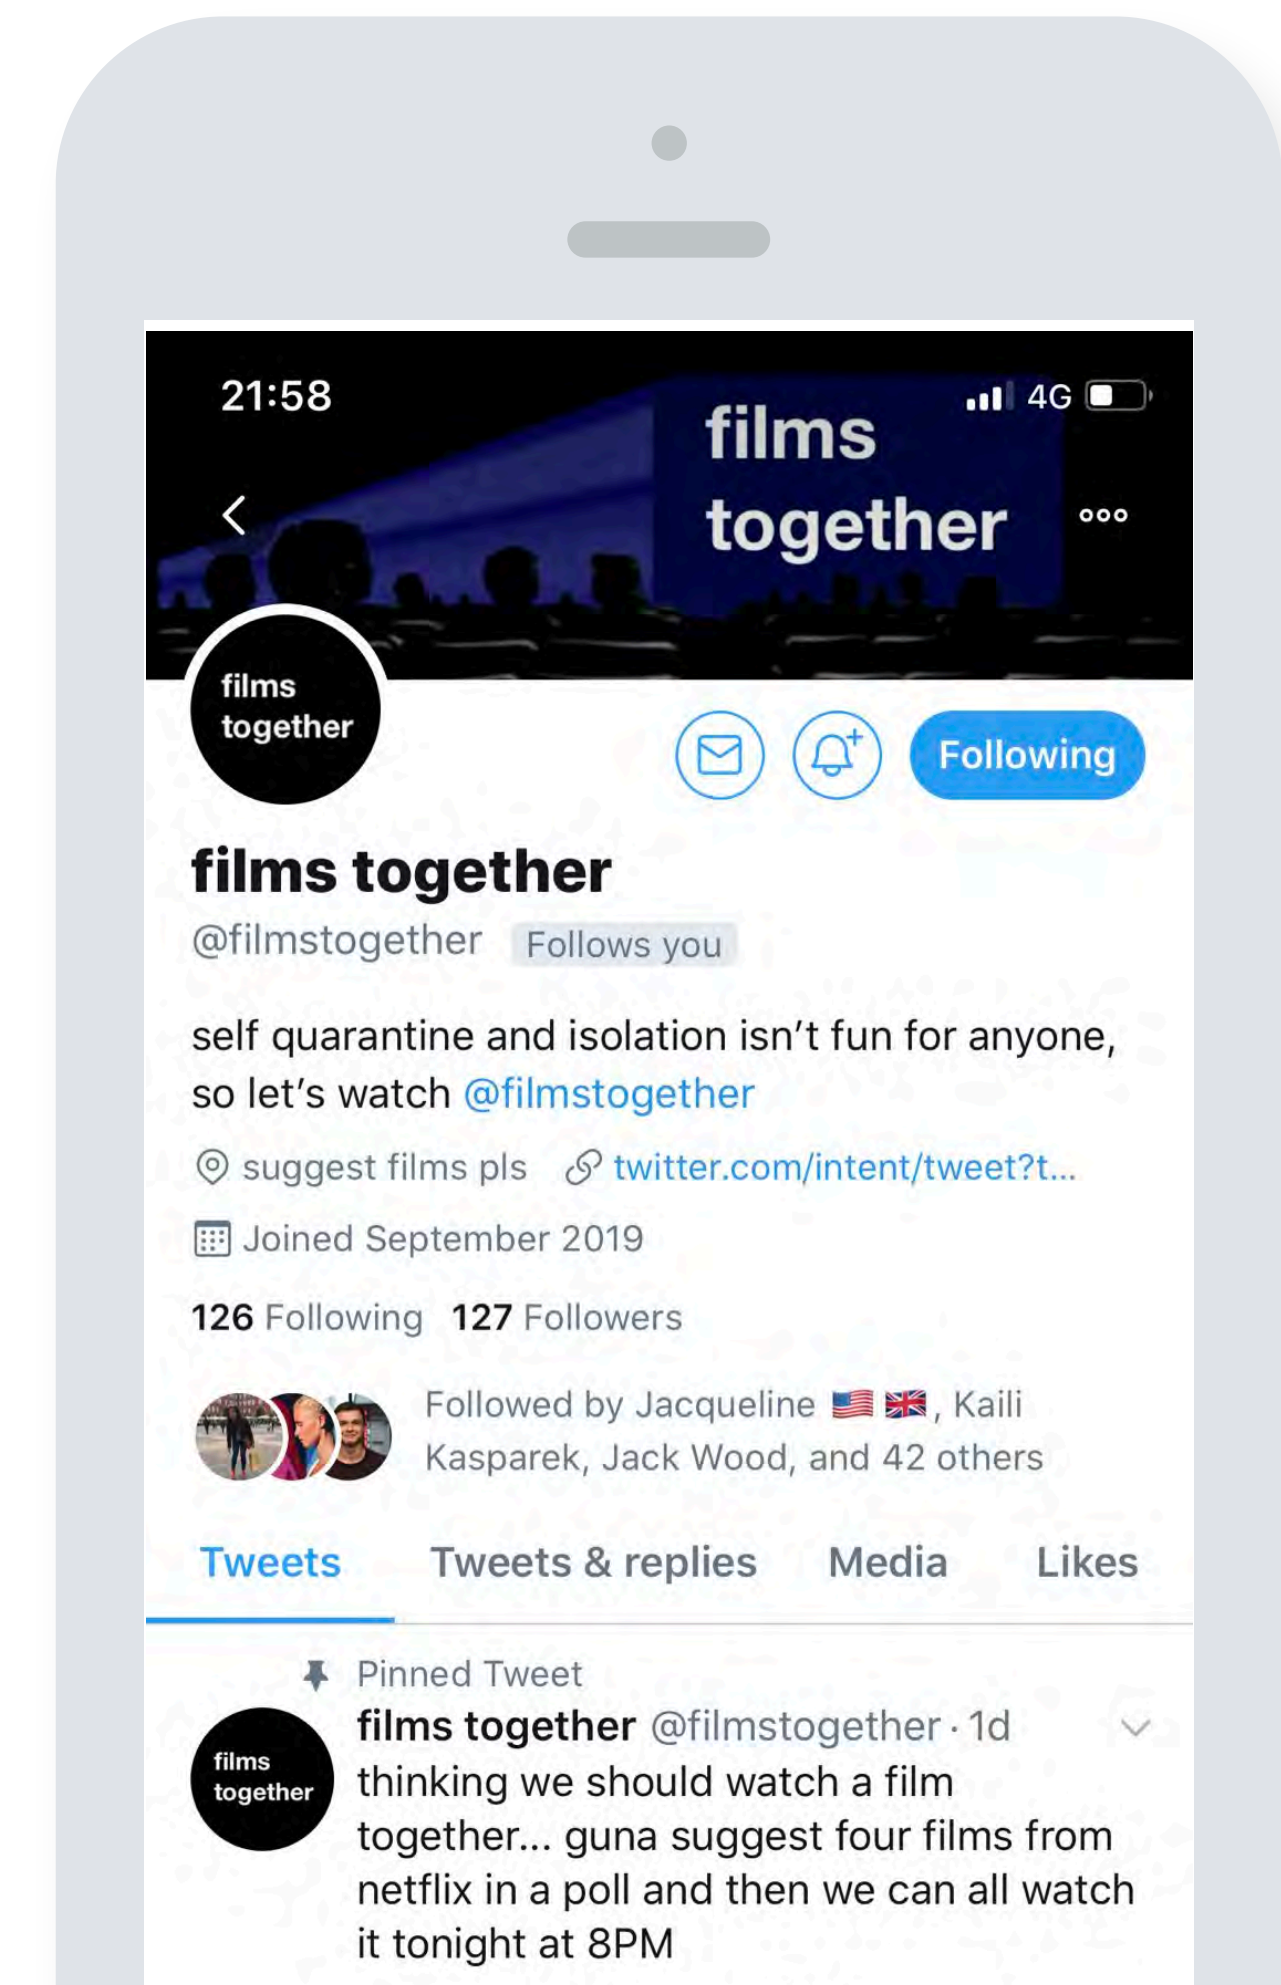 21:58
4G
films
together
films
together
Following
films together
@filmstogether Follows you
self quarantine and isolation isn’t fun for anyone,
so let’s watch @filmstogether
suggest films pls twitter.com/intent/tweet?t...
Joined September 2019
126 Following 127 Followers
Followed by Jacqueline 🇺🇸 🇬🇧, Kaili
Kasparek, Jack Wood, and 42 others
Tweets Tweets & replies Media Likes
Pinned Tweet
films together @filmstogether · 1d
films
together
thinking we should watch a film
together... guna suggest four films from
netflix in a poll and then we can all watch
it tonight at 8PM